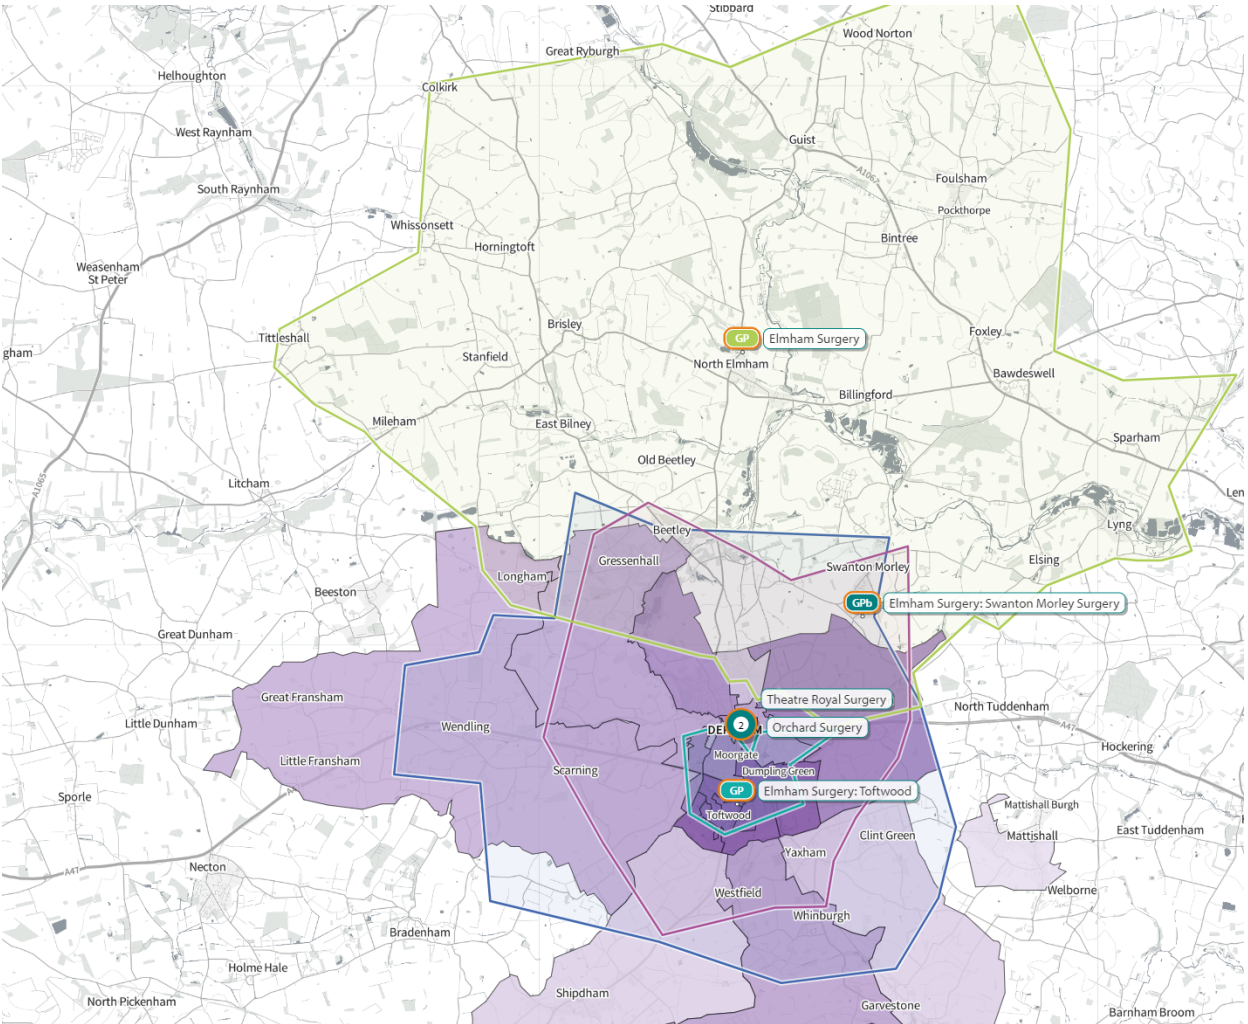 Stibbard
Wood Norton
Great Ryburgh
Helhoughton
Colkirk
West Raynham
Guist
A1067
Foulsham
South Raynham
Pockthorpe
Whissonsett
Bintree
Horningtoft
Weasenham
St Peter
Brisley
Foxley
Tittleshall
GP
Elmham Surgery
gham
Stanfield
North Elmham
Bawdeswell
Billingford
Mileham
East Bilney
Sparham
Old Beetley
Litcham
A1065
Len
Lyng
Beetley
Gressenhall
Elsing
Swanton Morley
Longham
Beeston
GPb
Elmham Surgery: Swanton Morley Surgery
Great Dunham
Great Fransham
Theatre Royal Surgery
North Tuddenham
Little Dunham
Wendling
2
Orchard Surgery
A47
Moorgate
Hockering
Little Fransham
Scarning
Dumpling Green
GP
Elmham Surgery: Toftwood
Sporle
Mattishall Burgh
Toftwood
East Tuddenham
Clint Green
Mattishall
Yaxham
A47
Necton
Westfield
Welborne
Whinburgh
Bradenham
Holme Hale
Shipdham
North Pickenham
Garvestone
Barnham Broom